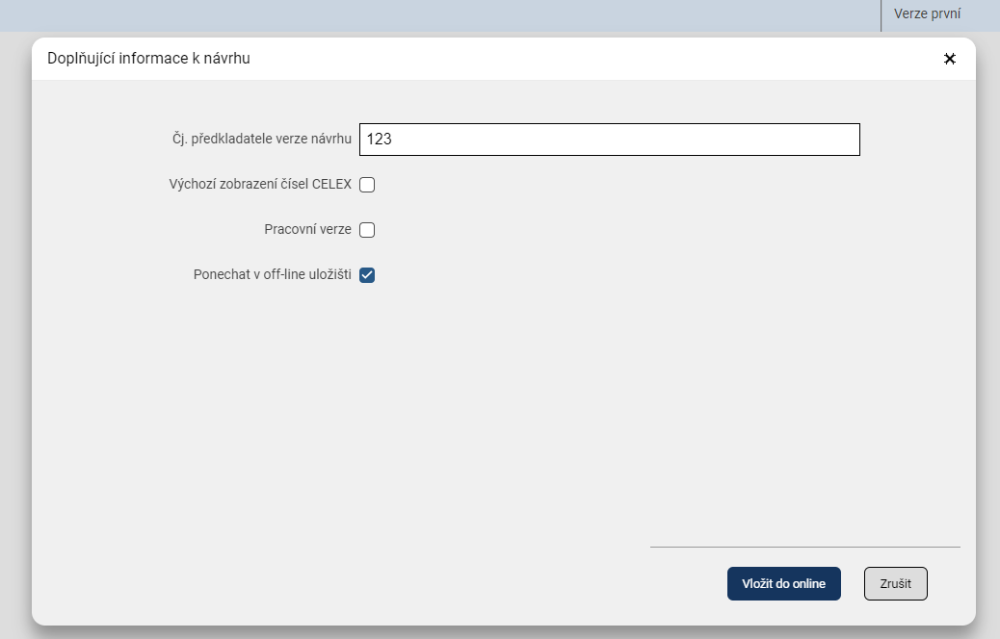 Verze první
Doplňující informace k návrhu
Čj. předkladatele verze návrhu 123
Výchozí zobrazení čísel CELEX
Pracovní verze
Ponechat v off-line uložišti
Vložit do online Zrušit